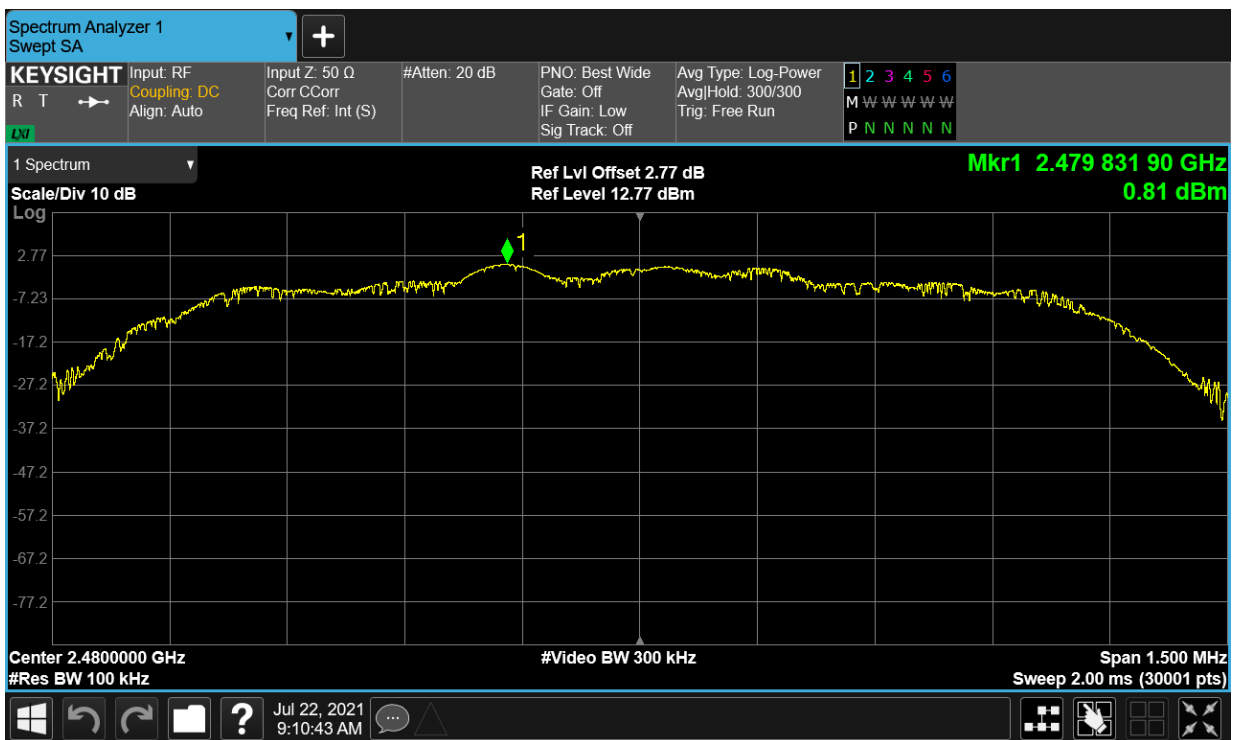 Spectrum Analyzer 1
Swept SA
KEYSIGHT
R T
LXI
Input: RF
Coupling: DC
Align: Auto
Input Z: 50 Ω
Corr CCorr
Freq Ref: Int (S)
#Atten: 20 dB
PNO: Best Wide
Gate: Off
IF Gain: Low
Sig Track: Off
Avg Type: Log-Power
Avg|Hold: 300/300
Trig: Free Run
1 2 3 4 5 6
M W W W W W
P N N N N N
1 Spectrum
Scale/Div 10 dB
Ref Lvl Offset 2.77 dB
Ref Level 12.77 dBm
Mkr1 2.479 831 90 GHz
0.81 dBm
Log
1
2.77
-7.23
-17.2
-27.2
-37.2
-47.2
-57.2
-67.2
-77.2
Center 2.4800000 GHz
#Res BW 100 kHz
#Video BW 300 kHz
Span 1.500 MHz
Sweep 2.00 ms (30001 pts)
?
Jul 22, 2021
9:10:43 AM